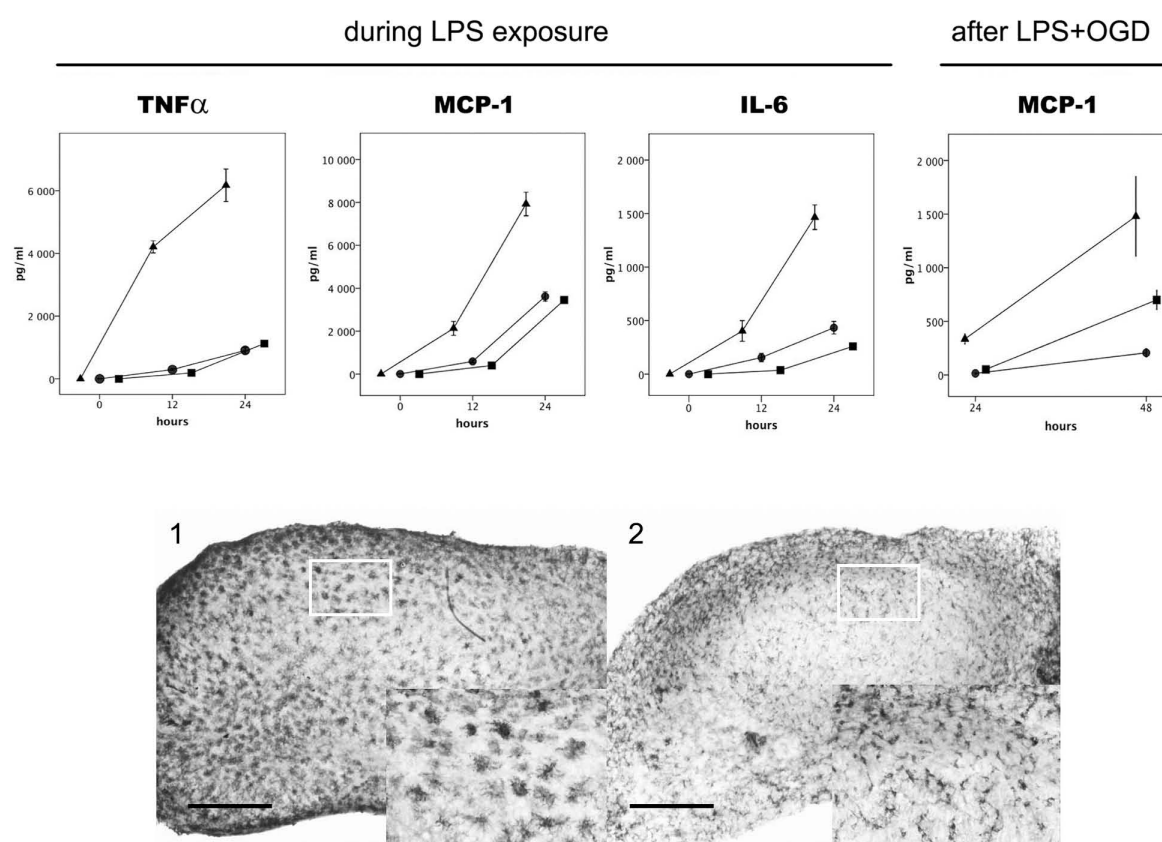 during LPS exposure
after LPS+OGD
TNFα
MCP-1
IL-6
MCP-1
6 000
4 000
2 000
0
pg/ml
0
12
24
hours
10 000
8 000
6 000
4 000
2 000
0
pg/ml
0
12
24
hours
2 000
1 500
1 000
500
0
pg/ml
0
12
24
hours
2 000
1 500
1 000
500
0
pg/ml
24
48
hours
1
2